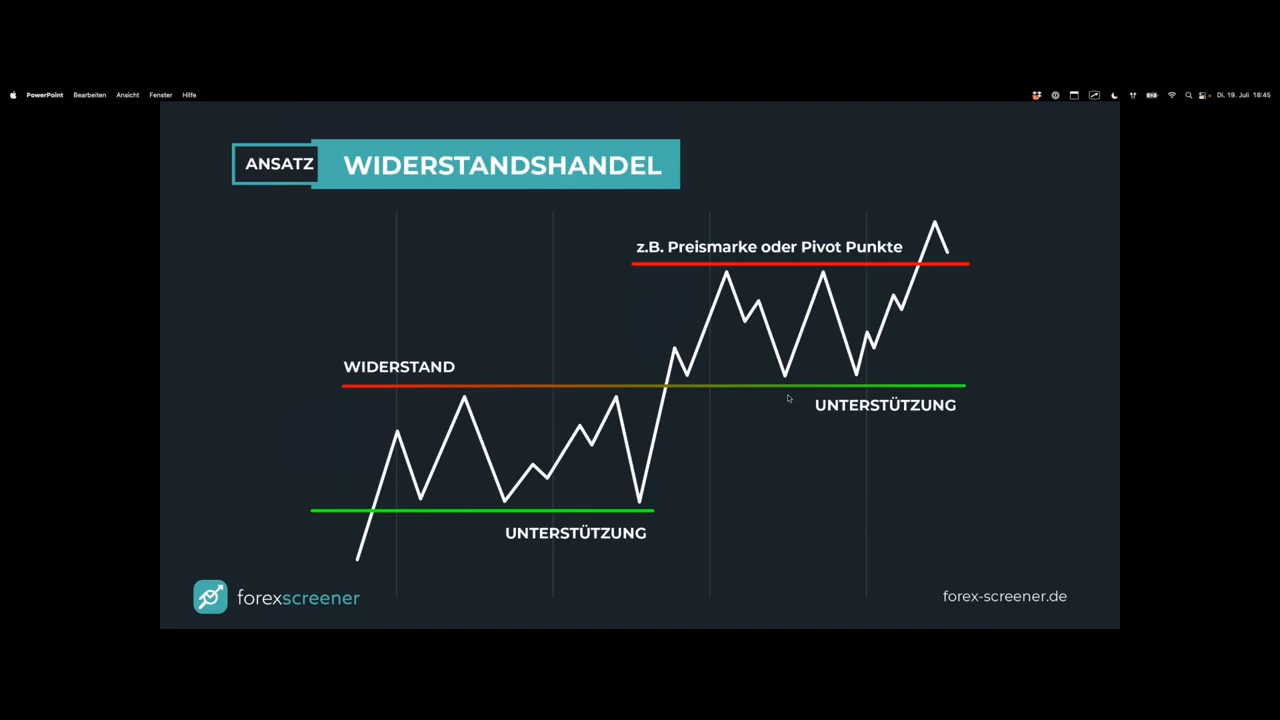 PowerPoint Bearbeiten Ansicht Fenster Hilfe
Di. 19. Juli 18:45
ANSATZ WIDERSTANDSHANDEL
z.B. Preismarke oder Pivot Punkte
WIDERSTAND
UNTERSTÜTZUNG
UNTERSTÜTZUNG
forexscreener
forex-screener.de